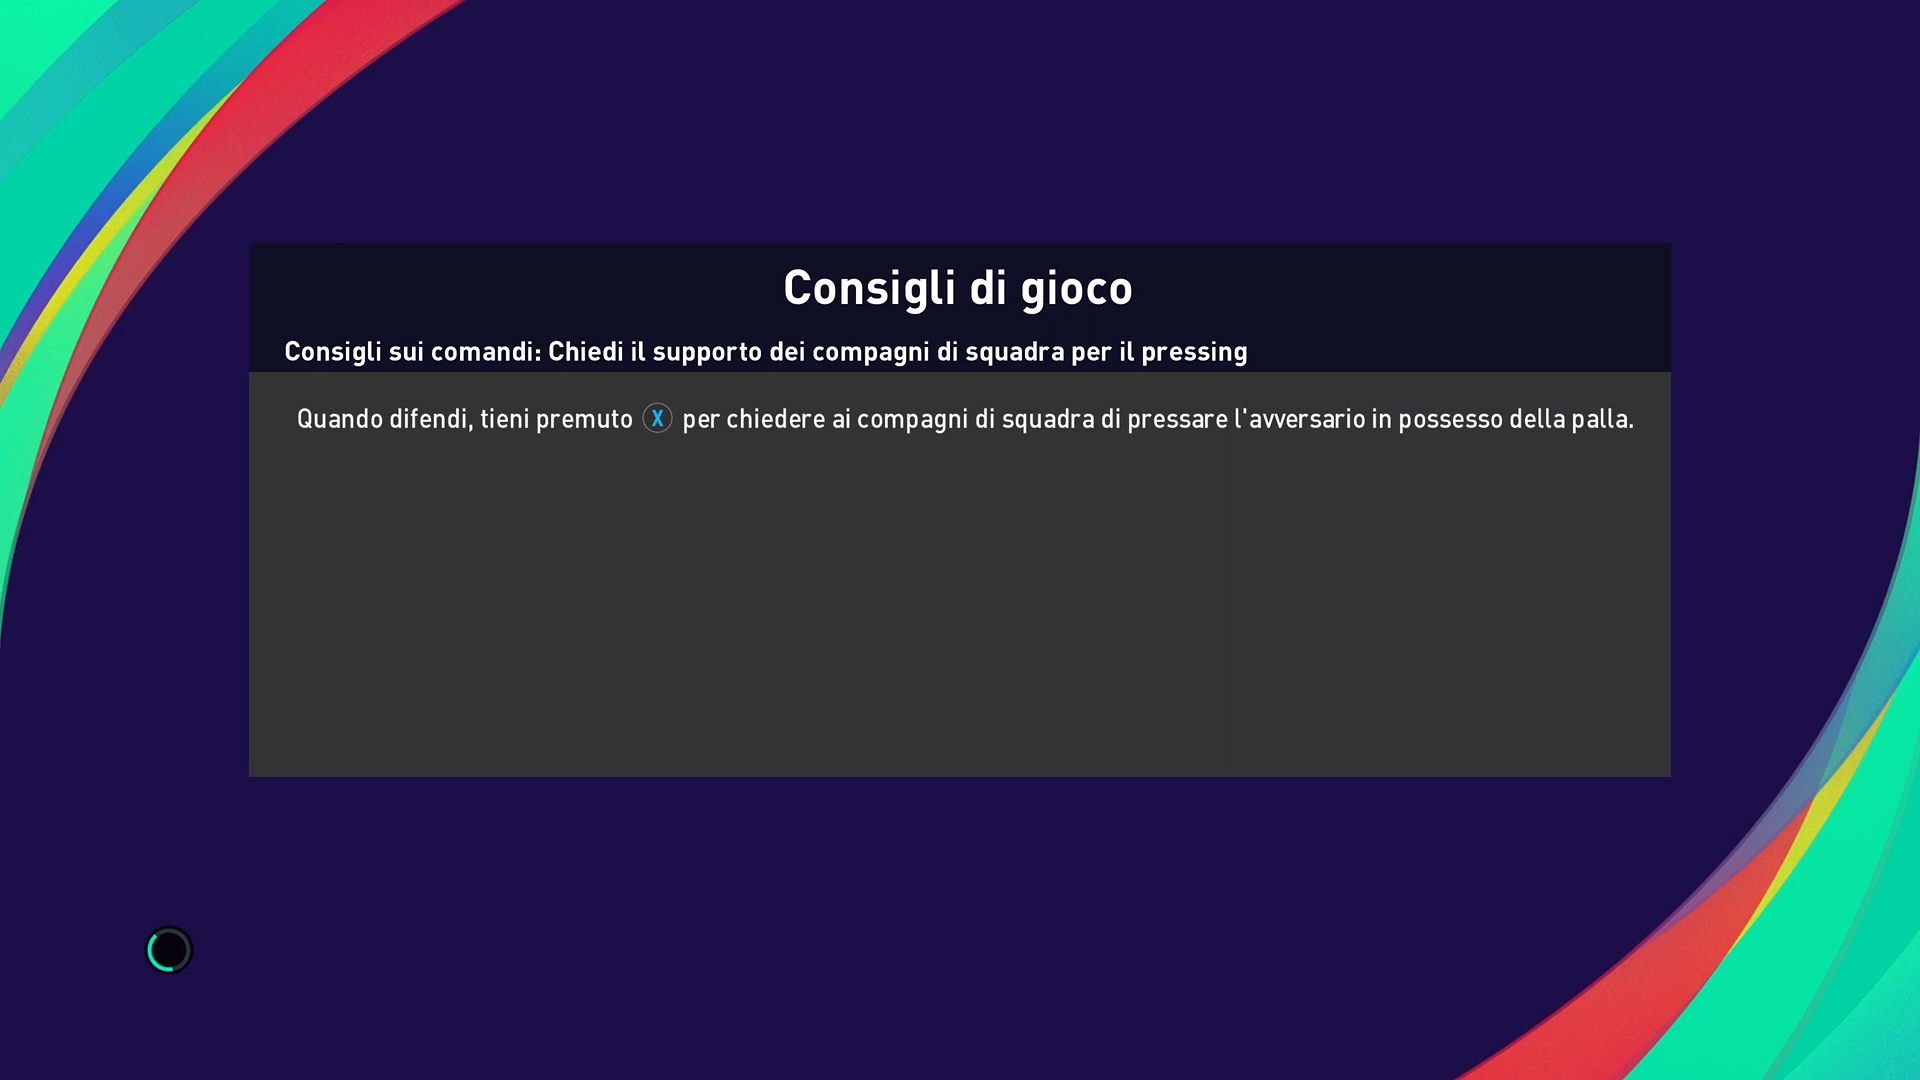 Consigli di gioco
Consigli sui comandi: Chiedi il supporto dei compagni di squadra per il pressing
Quando difendi, tieni premuto X per chiedere ai compagni di squadra di pressare l'avversario in possesso della palla.